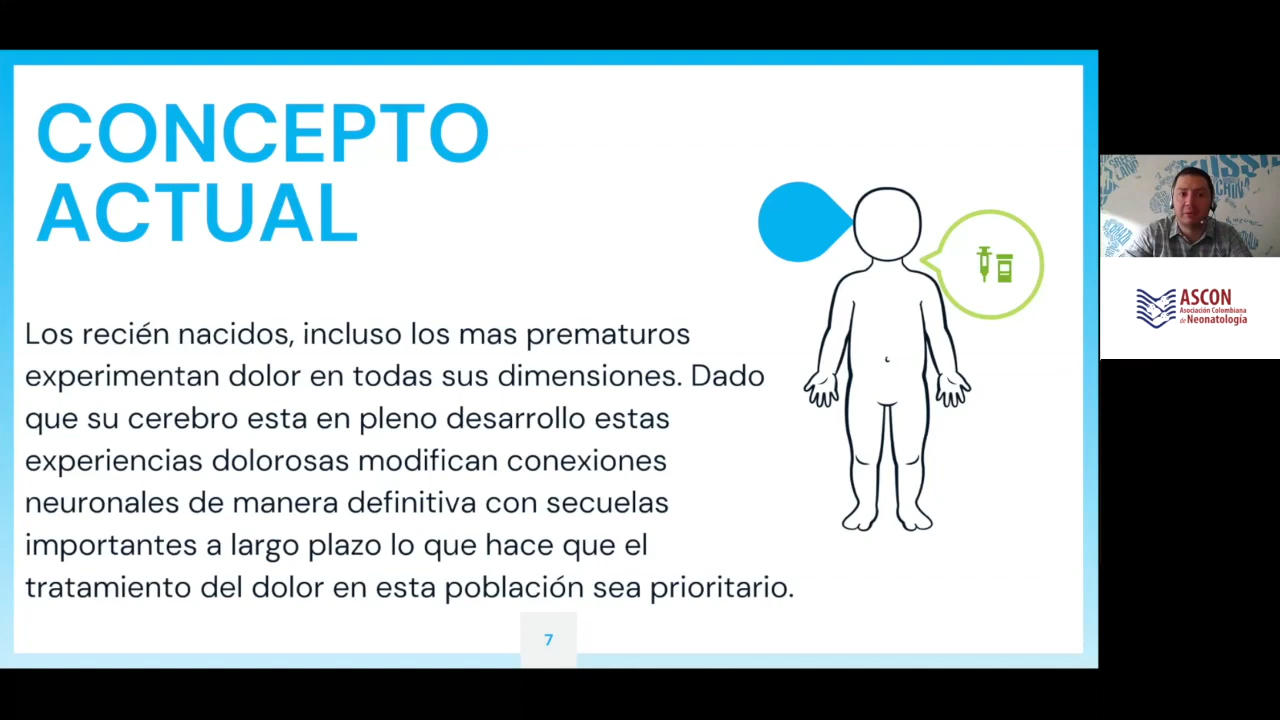 CONCEPTO
ACTUAL
Los recién nacidos, incluso los mas prematuros
experimentan dolor en todas sus dimensiones. Dado
que su cerebro esta en pleno desarrollo estas
experiencias dolorosas modifican conexiones
neuronales de manera definitiva con secuelas
importantes a largo plazo lo que hace que el
tratamiento del dolor en esta población sea prioritario.
7
ASCON
Asociación Colombiana
de Neonatología